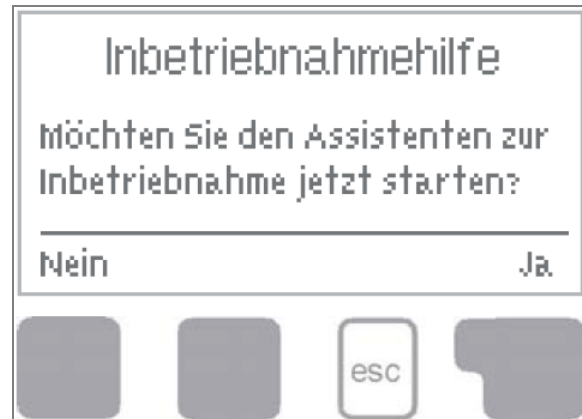 Inbetriebnahmehilfe
Möchten Sie den Assistenten zur
Inbetriebnahme jetzt starten?
Nein Ja
esc